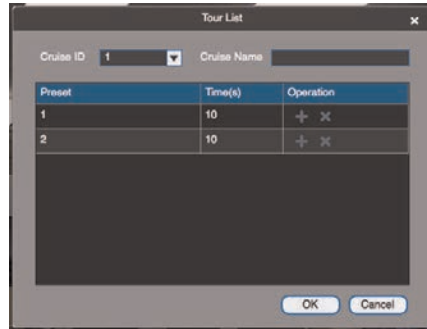 Tour List
Cruise ID 1 Cruise Name
Preset Time(s) Operation
1 10
2 10
OK Cancel